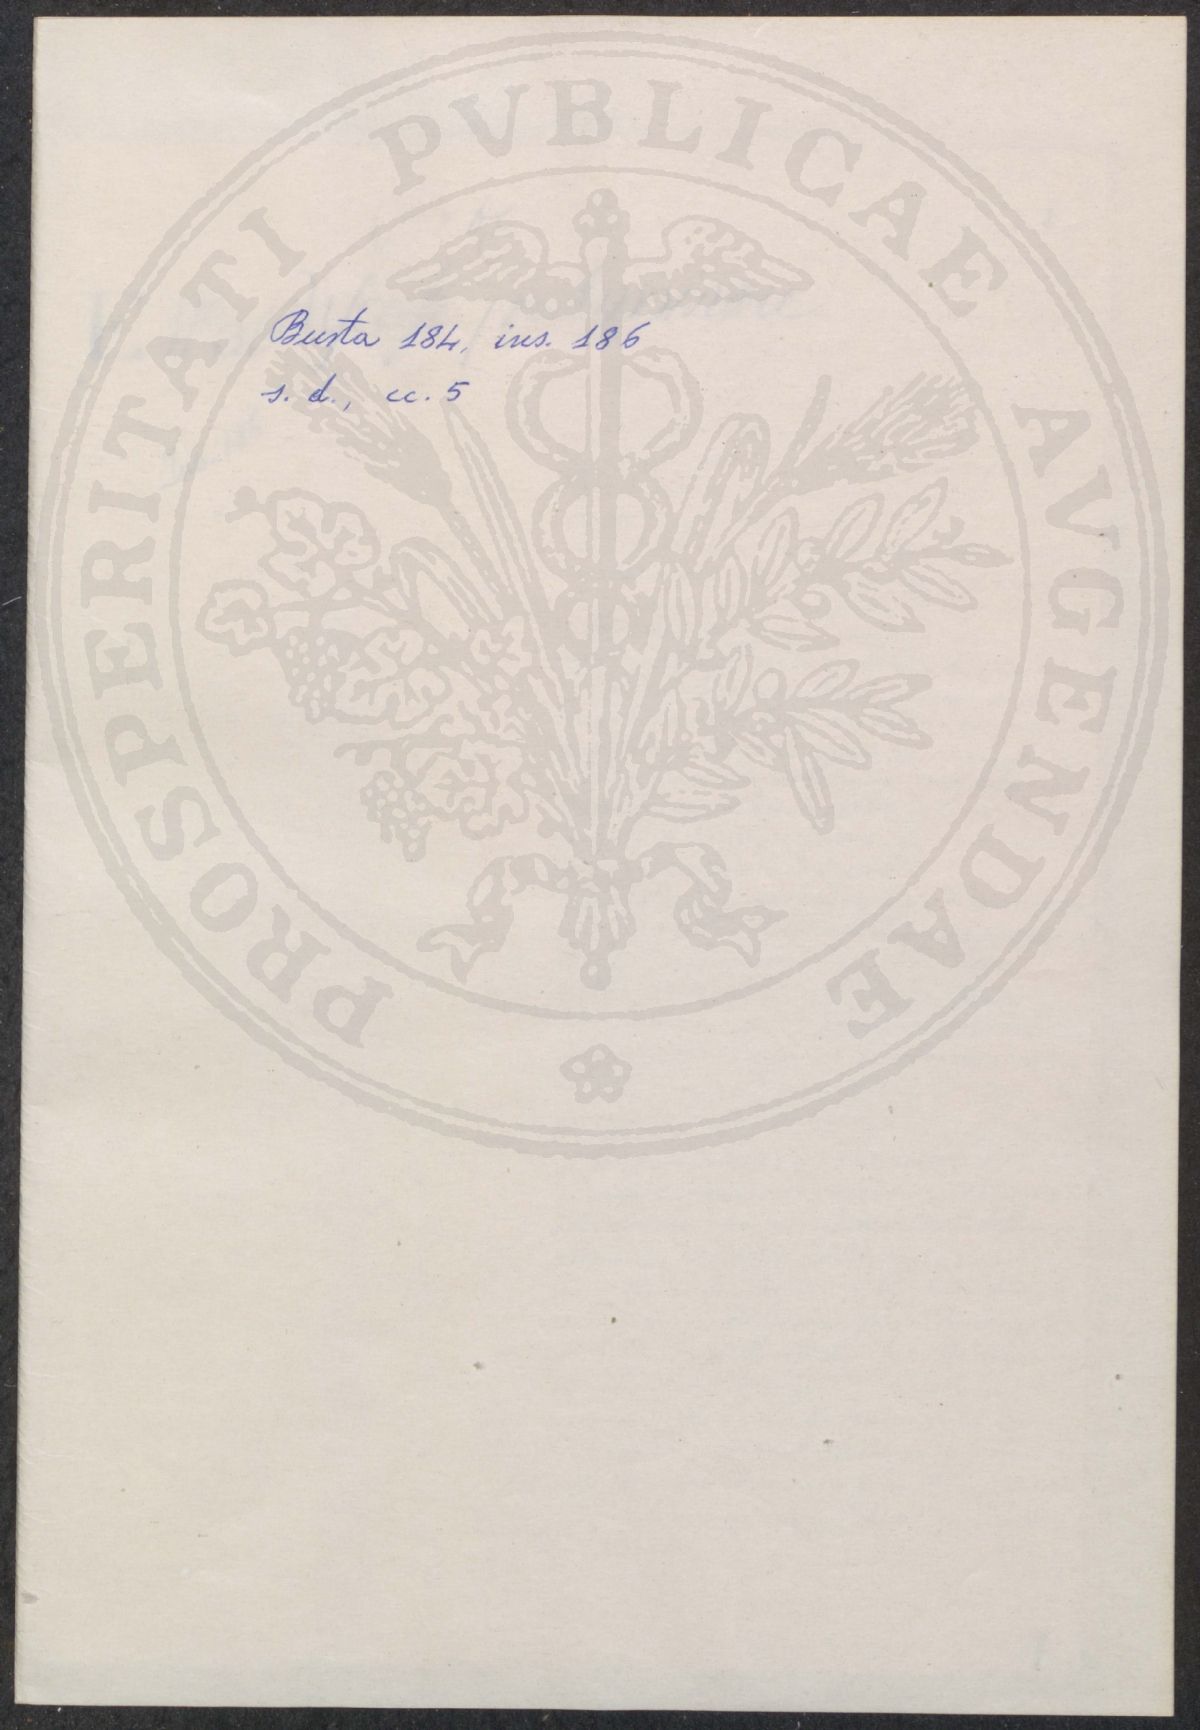 PROSPERITATI PVBLICAE AVGENDAE
Busta 184, ins. 186
s. d., cc. 5